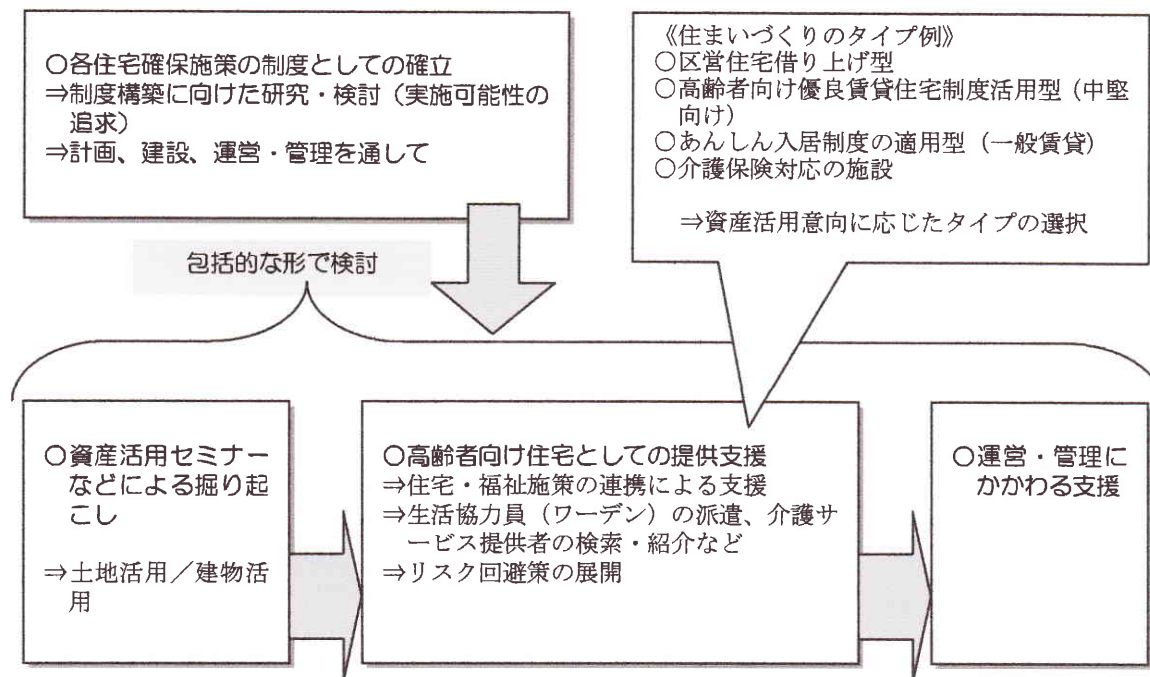 ○各住宅確保施策の制度としての確立
⇒制度構築に向けた研究・検討（実施可能性の
追求）
⇒計画、建設、運営・管理を通して
《住まいづくりのタイプ例》
○区営住宅借り上げ型
○高齢者向け優良賃貸住宅制度活用型（中堅
向け）
○あんしん入居制度の適用型（一般賃貸）
○介護保険対応の施設
⇒資産活用意向に応じたタイプの選択
包括的な形で検討
○資産活用セミナー
などによる掘り起
こし
⇒土地活用／建物活
用
○高齢者向け住宅としての提供支援
⇒住宅・福祉施策の連携による支援
⇒生活協力員（ワーデン）の派遣、介護サ
ービス提供者の検索・紹介など
⇒リスク回避策の展開
○運営・管理に
かかわる支援